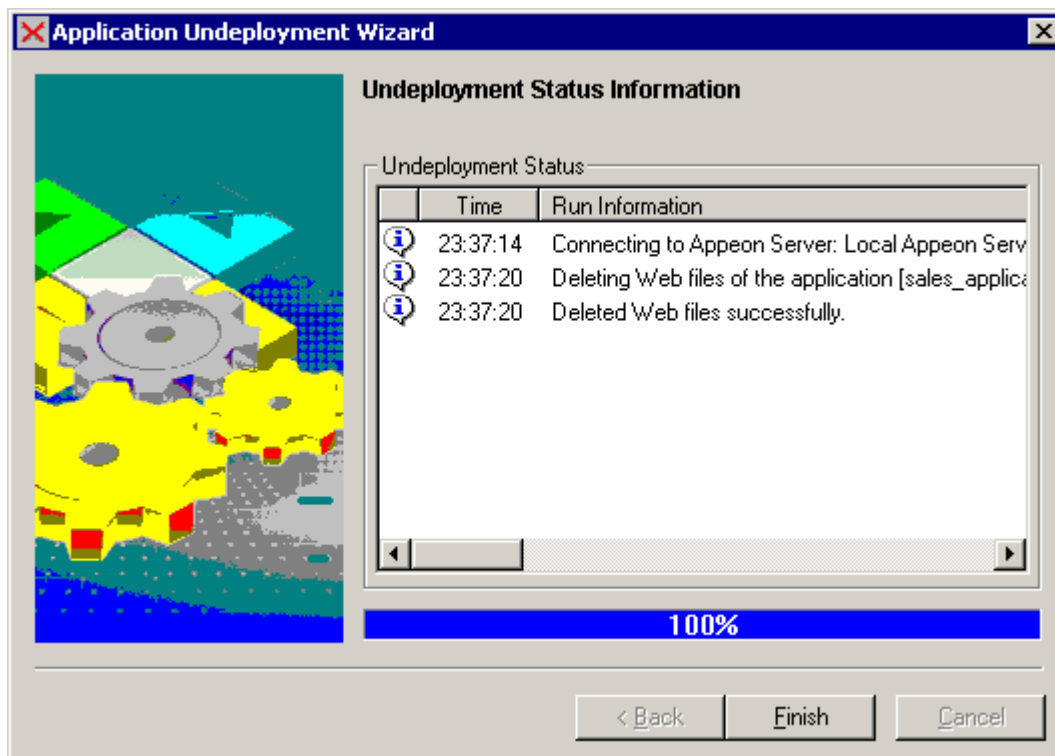 Application Undeployment Wizard
Undeployment Status Information
Undeployment Status
Time Run Information
23:37:14 Connecting to Appeon Server: Local Appeon Serv
23:37:20 Deleting Web files of the application [sales_applica
23:37:20 Deleted Web files successfully.
100%
< Back Finish Cancel